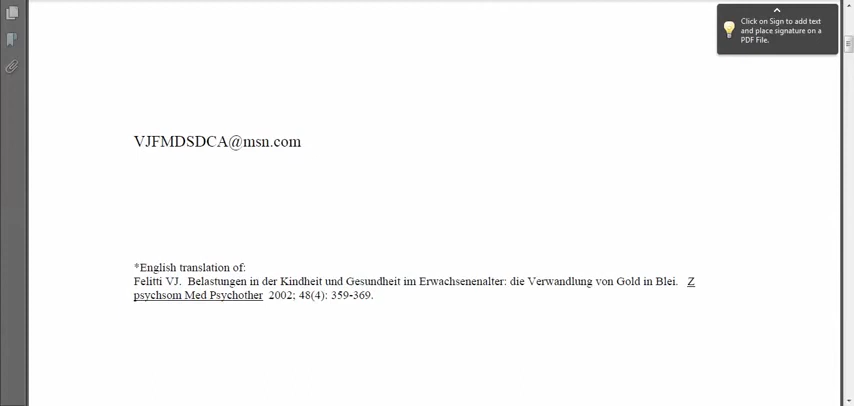 Click on Sign to add text
and place signature on a
PDF File.
VJFMDSDCA@msn.com
*English translation of:
Felitti VJ. Belastungen in der Kindheit und Gesundheit im Erwachsenenalter: die Verwandlung von Gold in Blei. Z
psychsom Med Psychother 2002; 48(4): 359-369.